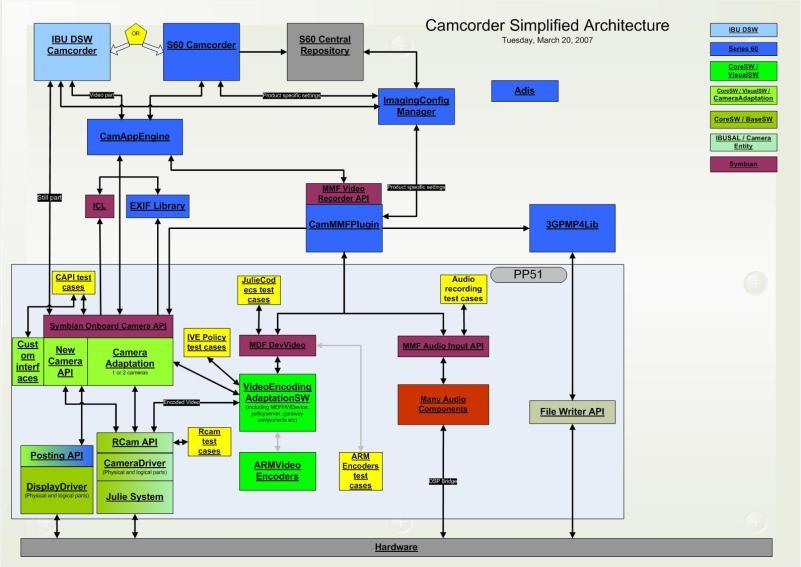 Camcorder Simplified Architecture
Tuesday, March 20, 2007
IBU DSW
Camcorder
OR
S60 Camcorder
S60 Central
Repository
IBU DSW
Series 60
CoreSW /
VisualSW
CoreSW / VisualSW /
CameraAdaptation
CoreSW / BaseSW
IBUSAL / Camera
Entity
Symbian
Video part
Product specific settings
ImagingConfig
Manager
Adis
CamAppEngine
Still part
ICL
EXIF Library
MMF Video
Recorder API
Product specific settings
CamMMFPlugin
3GPMP4Lib
PP51
CAPI test
cases
JulieCod
ecs test
cases
Audio
recording
test cases
Symbian Onboard Camera API
IVE Policy
test cases
MDF DevVideo
MMF Audio Input API
Cust
om
interf
aces
New
Camera
API
Camera
Adaptation
1 or 2 cameras
VideoEncoding
AdaptationSW
(Including MDFHWDevice,
policyserver, gateway
components etc)
Many Audio
Components
File Writer API
Encoded Video
Rcam
test
cases
RCam API
Posting API
CameraDriver
(Physical and logical parts)
ARMVideo
Encoders
ARM
Encoders
test
cases
DSP Bridge
DisplayDriver
(Physical and logical parts)
Julie System
Hardware